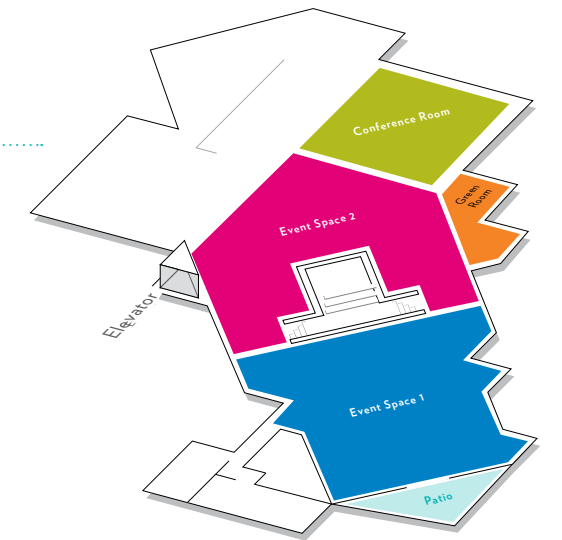 Conference Room
Green
Room
Event Space 2
Elevator
Event Space 1
Patio